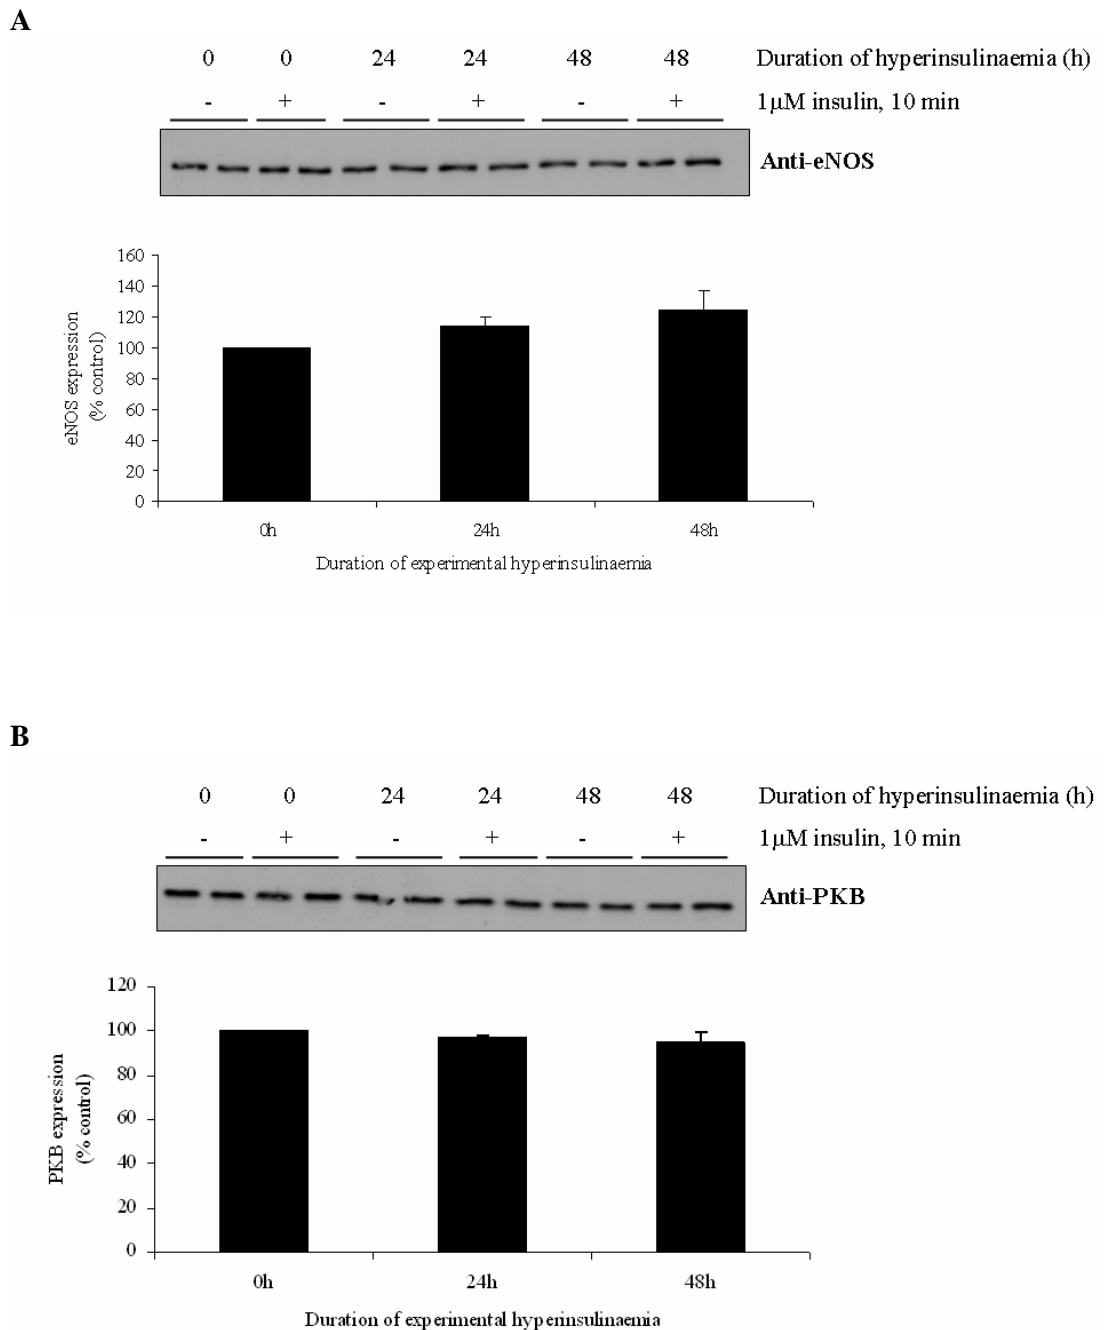 A
0 0 24 24 48 48 Duration of hyperinsulinaemia (h)
- + - + - + 1µM insulin, 10 min
Anti-eNOS
160
140
120
100
80
60
40
20
0
eNOS expression
(% control)
0h 24h 48h
Duration of experimental hyperinsulinaemia
B
0 0 24 24 48 48 Duration of hyperinsulinaemia (h)
- + - + - + 1µM insulin, 10 min
Anti-PKB
120
100
80
60
40
20
0
PKB expression
(% control)
0h 24h 48h
Duration of experimental hyperinsulinaemia